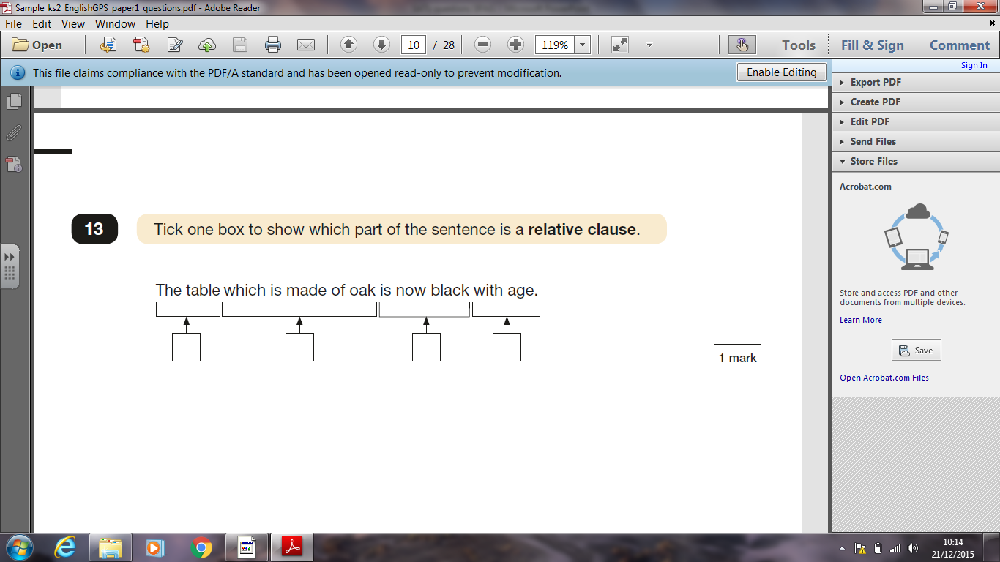 Sample_ks2_EnglishGPS_paper1_questions.pdf - Adobe Reader
File Edit View Window Help
Open 10 / 28 119% Tools Fill & Sign Comment
This file claims compliance with the PDF/A standard and has been opened read-only to prevent modification. Enable Editing
Sign In
Export PDF
Create PDF
Edit PDF
Send Files
Store Files
Acrobat.com
Store and access PDF and other
documents from multiple devices.
Learn More
Save
Open Acrobat.com Files
13 Tick one box to show which part of the sentence is a relative clause.
The table which is made of oak is now black with age.
1 mark
10:14
21/12/2015